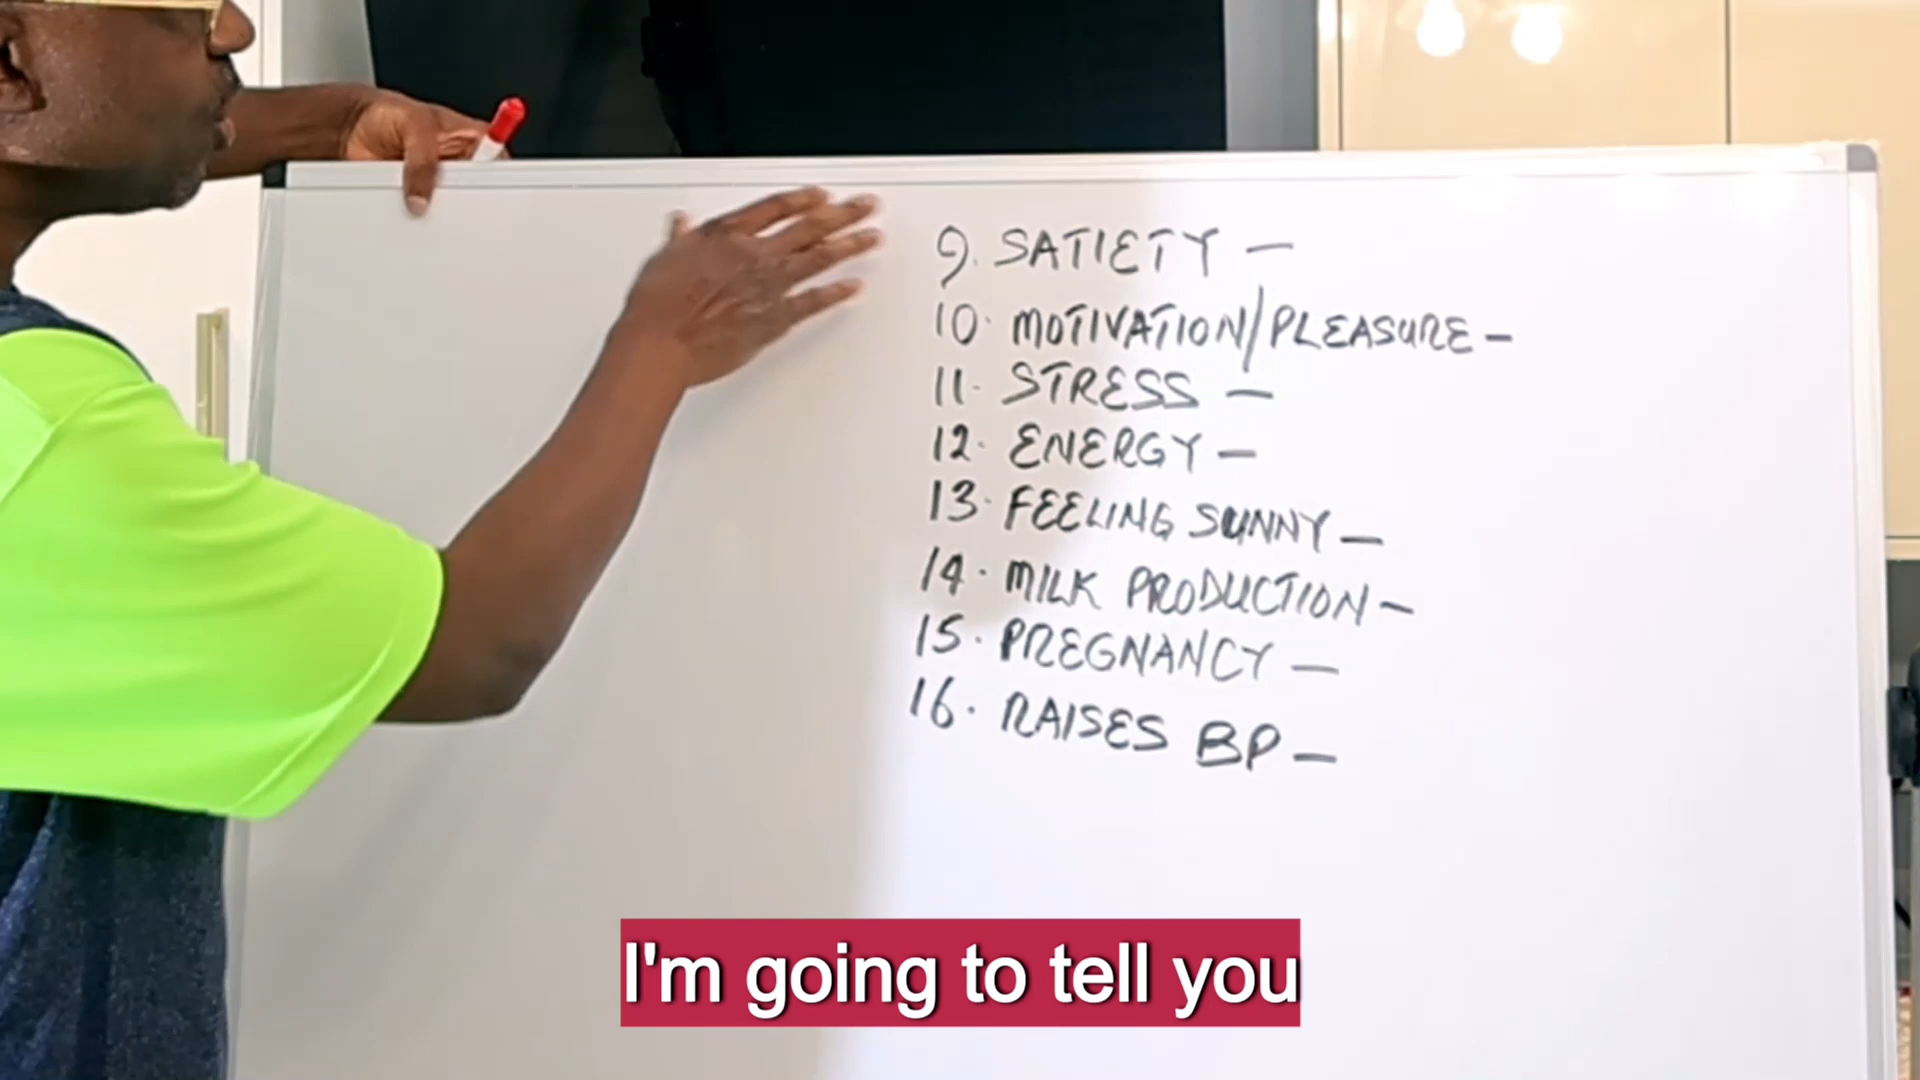 9. SATIETY —
10. MOTIVATION/PLEASURE -
11. STRESS —
12. ENERGY —
13. FEELING SUNNY —
14. MILK PRODUCTION —
15. PREGNANCY —
16. RAISES BP —
I'm going to tell you